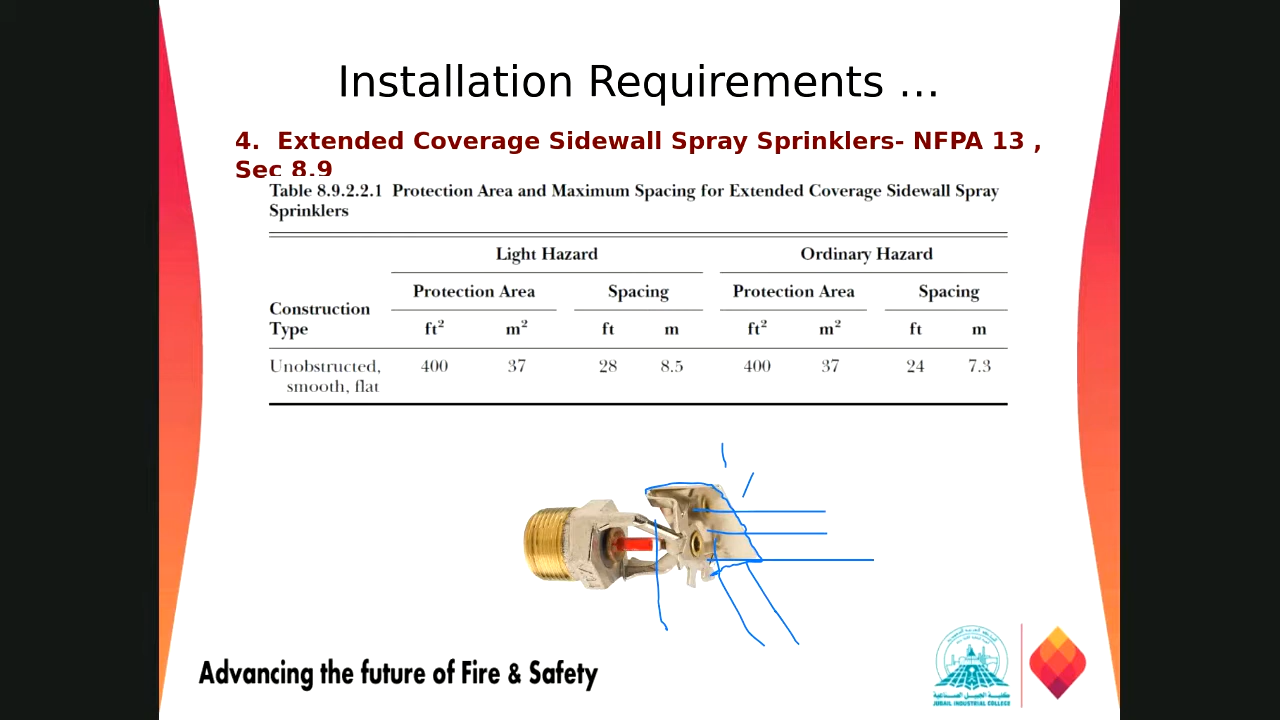 Installation Requirements ...
4. Extended Coverage Sidewall Spray Sprinklers- NFPA 13 ,
Sec 8.9
Table 8.9.2.2.1 Protection Area and Maximum Spacing for Extended Coverage Sidewall Spray
Sprinklers
Light Hazard Ordinary Hazard
Protection Area Spacing Protection Area Spacing
Construction
Type ft² m² ft m ft² m² ft m
Unobstructed, 400 37 28 8.5 400 37 24 7.3
smooth, flat
Advancing the future of Fire & Safety
JUBAIL INDUSTRIAL COLLEGE